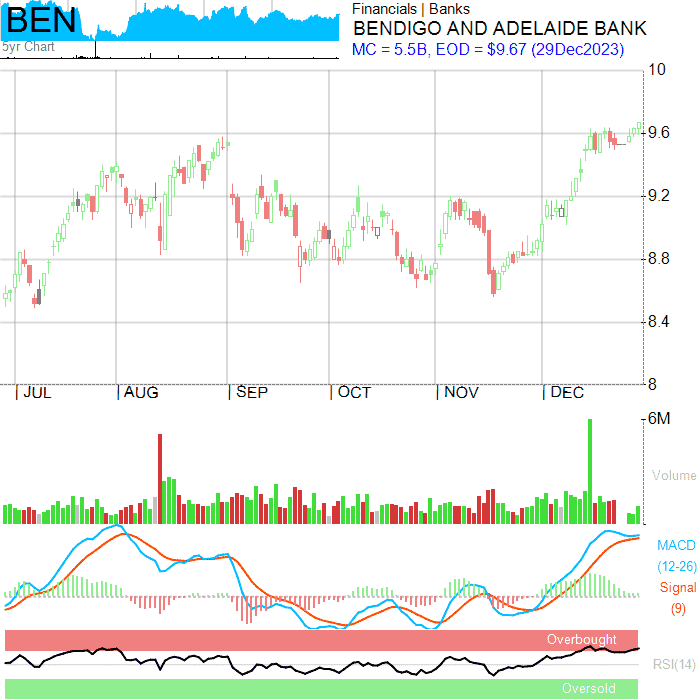 BEN
5yr Chart
Financials | Banks
BENDIGO AND ADELAIDE BANK
MC = 5.5B, EOD = $9.67 (29Dec2023)
10
9.6
9.2
8.8
8.4
8
| JUL | AUG | SEP | OCT | NOV | DEC
6M
Volume
MACD
(12-26)
Signal
(9)
Overbought
RSI(14)
Oversold